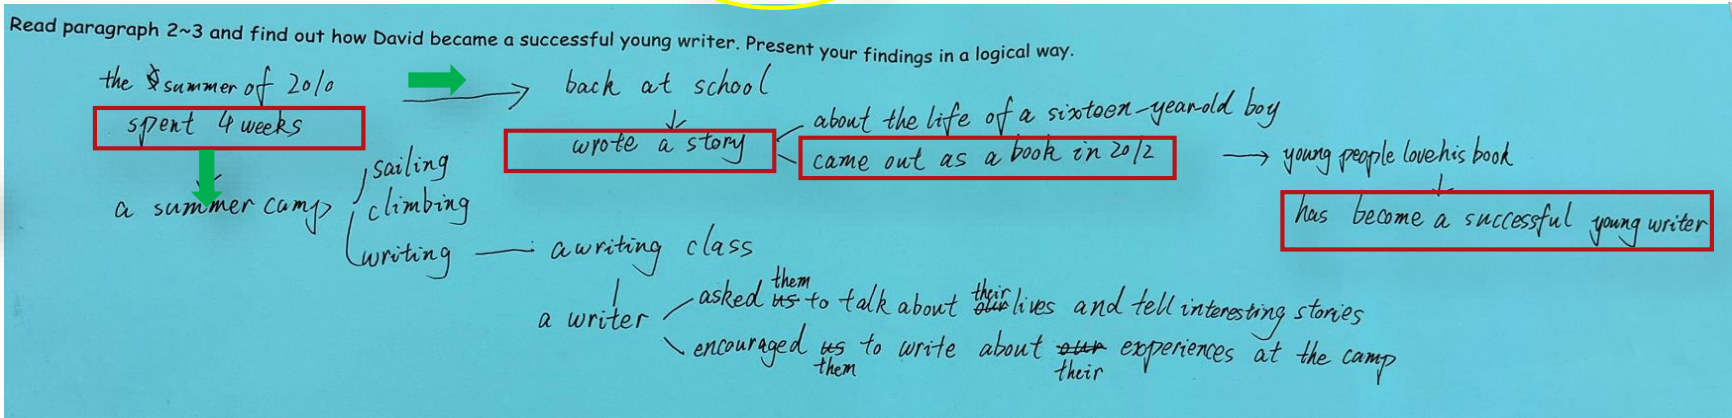 Read paragraph 2~3 and find out how David became a successful young writer. Present your findings in a logical way.
the summer of 2010
back at school
spent 4 weeks
wrote a story
about the life of a sixteen-year-old boy
came out as a book in 2012
young people love his book
has become a successful young writer
a summer camp
sailing
climbing
writing
a writing class
a writer
asked us them to talk about our their lives and tell interesting stories
encouraged us them to write about our their experiences at the camp